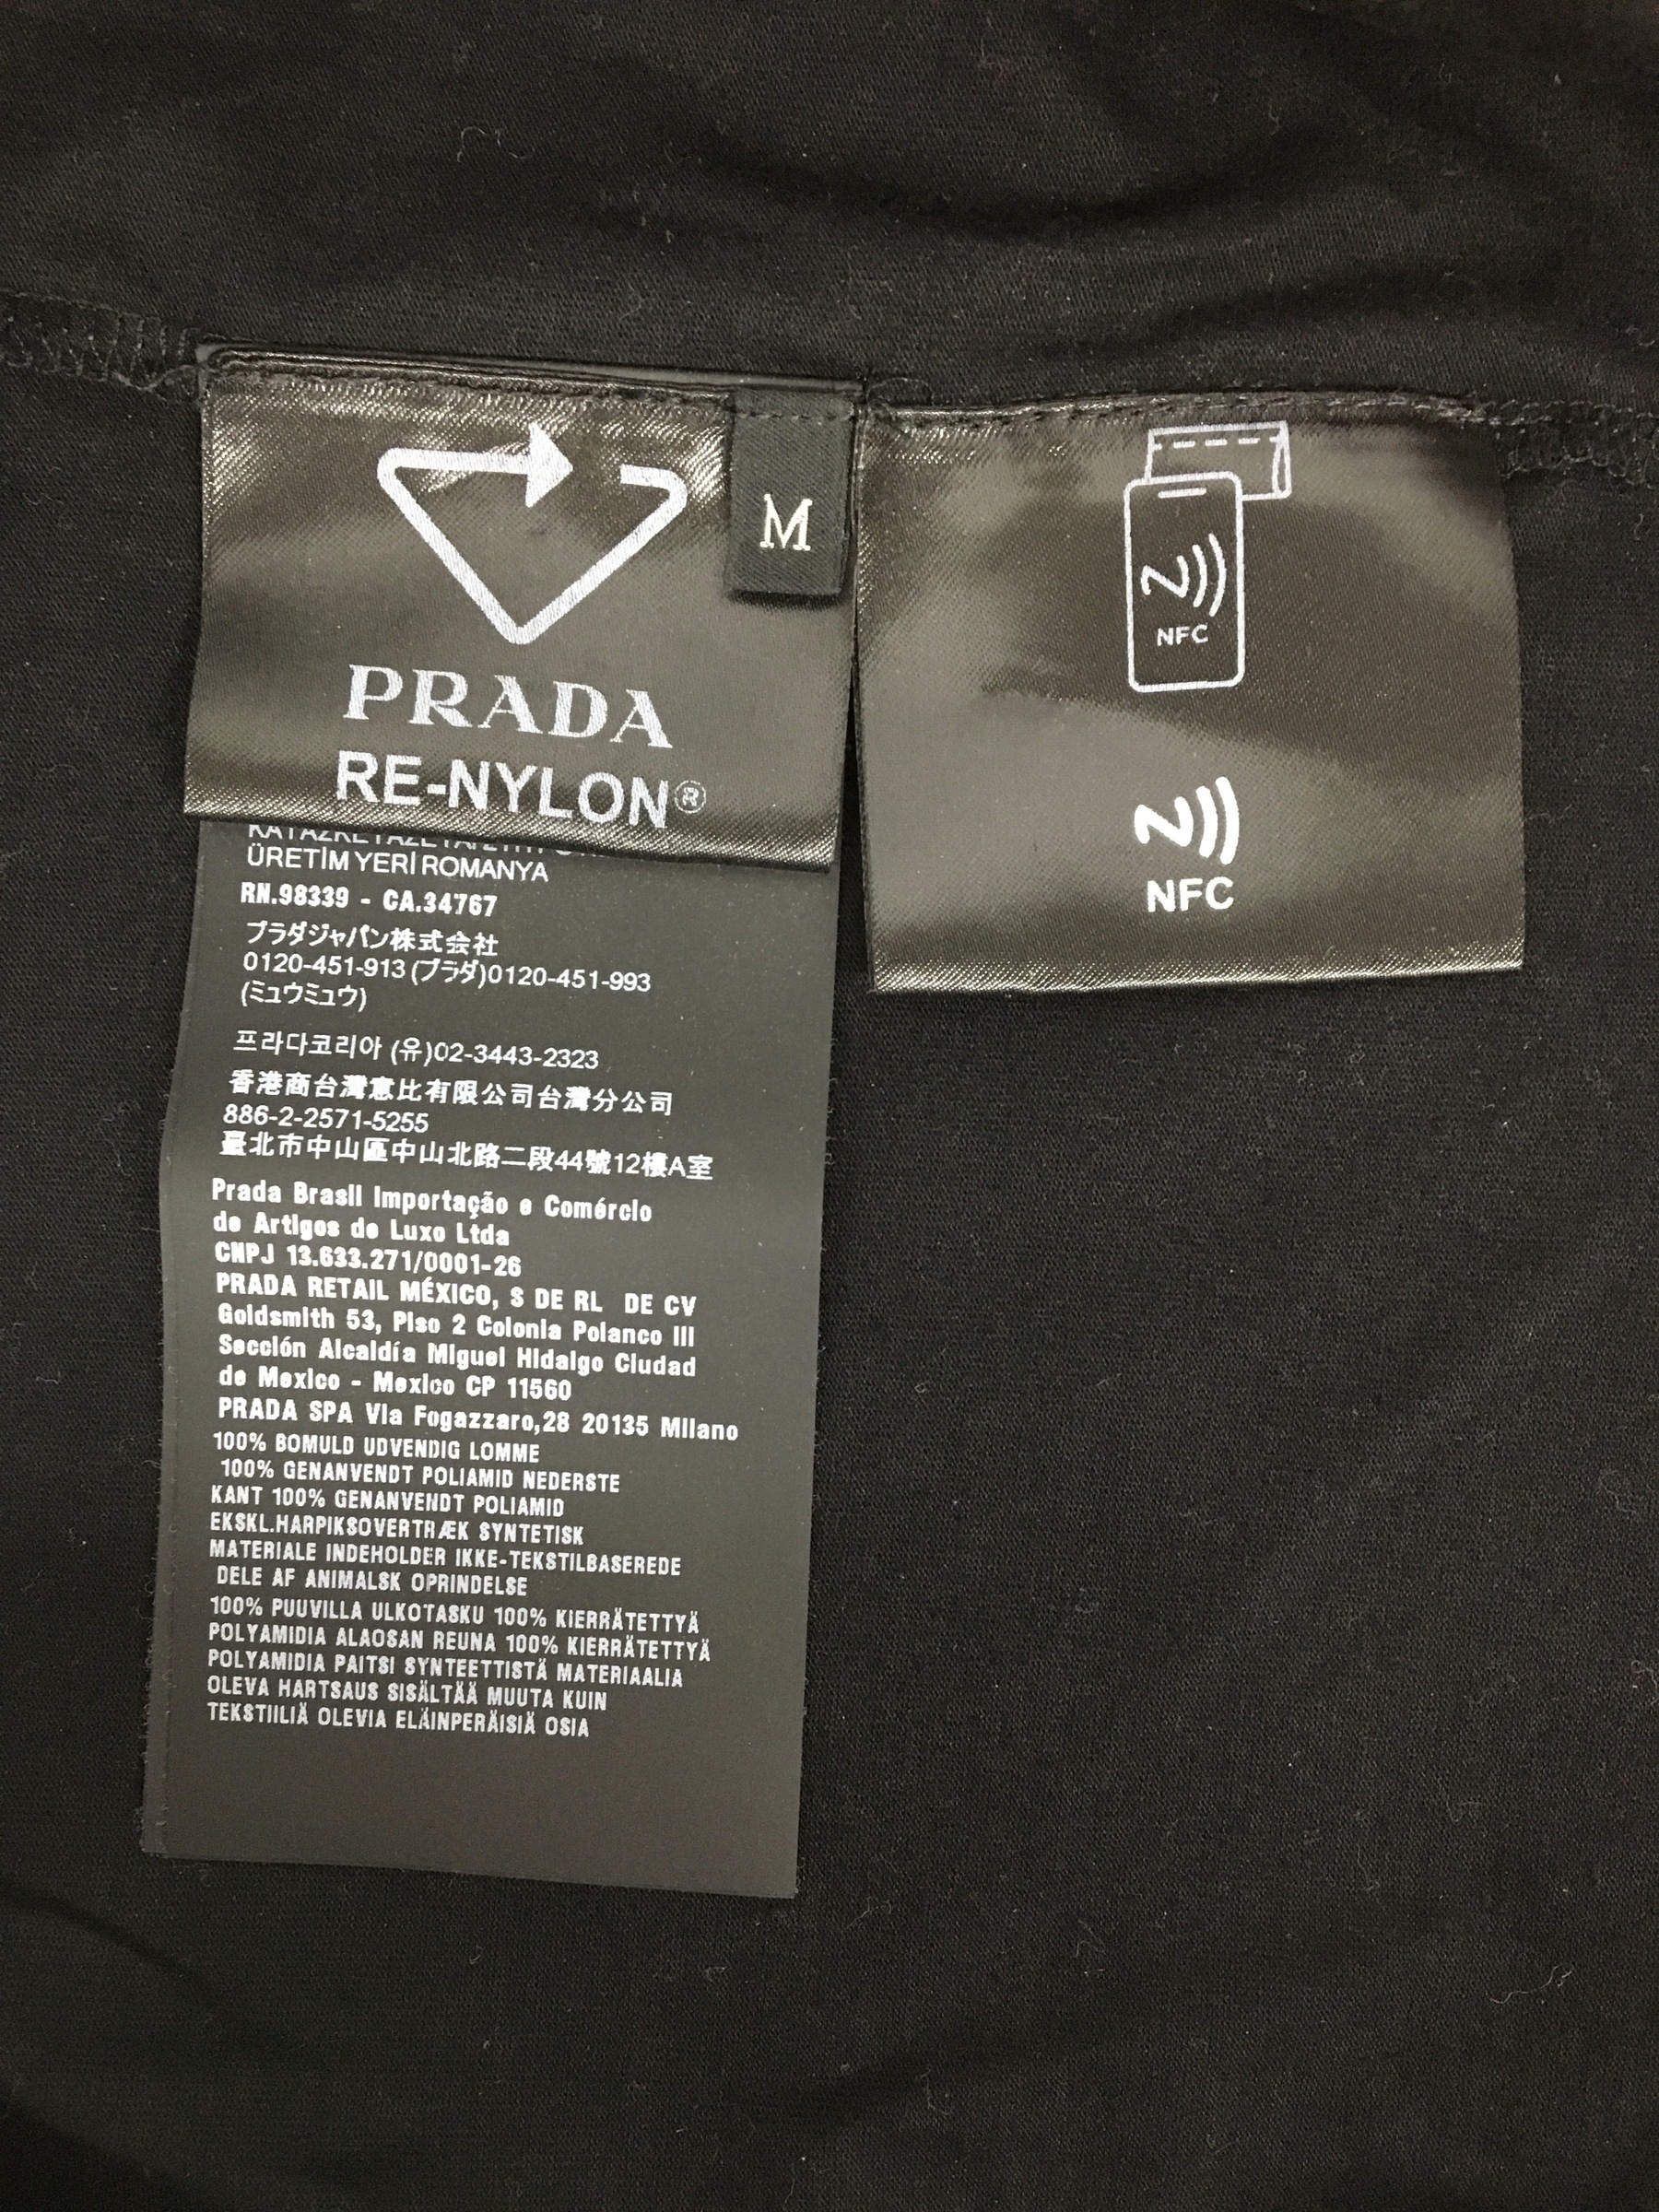 M
PRADA
RE-NYLON®
ÜRETİM YERİ ROMANYA
RN.98339 - CA.34767
プラダジャパン株式会社
0120-451-913 (プラダ)0120-451-993
(ミュウミュウ)
프라다코리아 (유)02-3443-2323
香港商台灣意比有限公司台灣分公司
886-2-2571-5255
臺北市中山區中山北路二段44號12樓A室
Prada Brasil Importação e Comércio
de Artigos de Luxo Ltda
CNPJ 13.633.271/0001-26
PRADA RETAIL MÉXICO, S DE RL DE CV
Goldsmith 53, Piso 2 Colonia Polanco III
Sección Alcaldía Miguel Hidalgo Ciudad
de Mexico - Mexico CP 11560
PRADA SPA Via Fogazzaro,28 20135 Milano
100% BOMULD UDVENDIG LOMME
100% GENANVENDT POLIAMID NEDERSTE
KANT 100% GENANVENDT POLIAMID
EKSKL.HARPIKSOVERTRÆK SYNTETISK
MATERIALE INDEHOLDER IKKE-TEKSTILBASEREDE
DELE AF ANIMALSK OPRINDELSE
100% PUUVILLA ULKOTASKU 100% KIERRÄTETTYÄ
POLYAMIDIA ALAOSAN REUNA 100% KIERRÄTETTYÄ
POLYAMIDIA PAITSI SYNTEETTISTÄ MATERIAALIA
OLEVA HARTSAUS SISÄLTÄÄ MUUTA KUIN
TEKSTIILIÄ OLEVIA ELÄINPERÄISIÄ OSIA
NFC
NFC